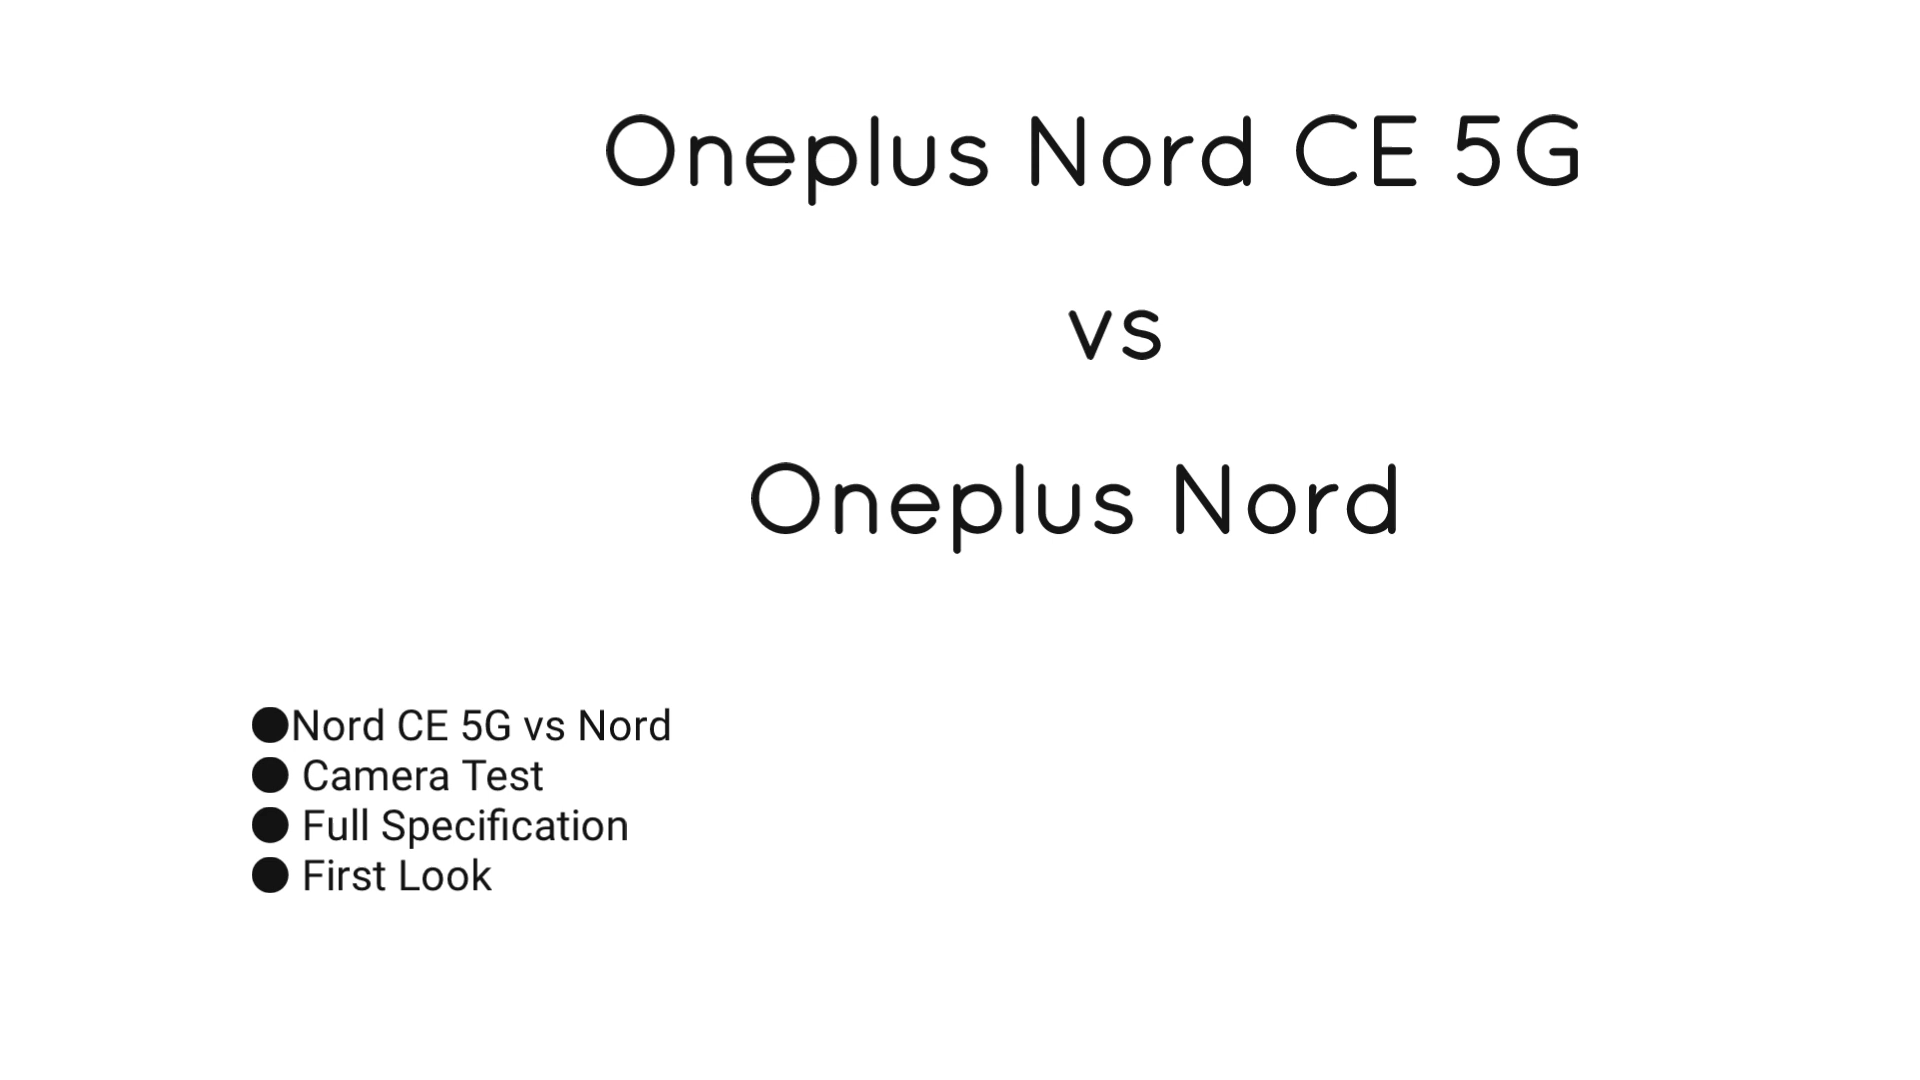 Oneplus Nord CE 5G
vs
Oneplus Nord
●Nord CE 5G vs Nord
● Camera Test
● Full Specification
● First Look